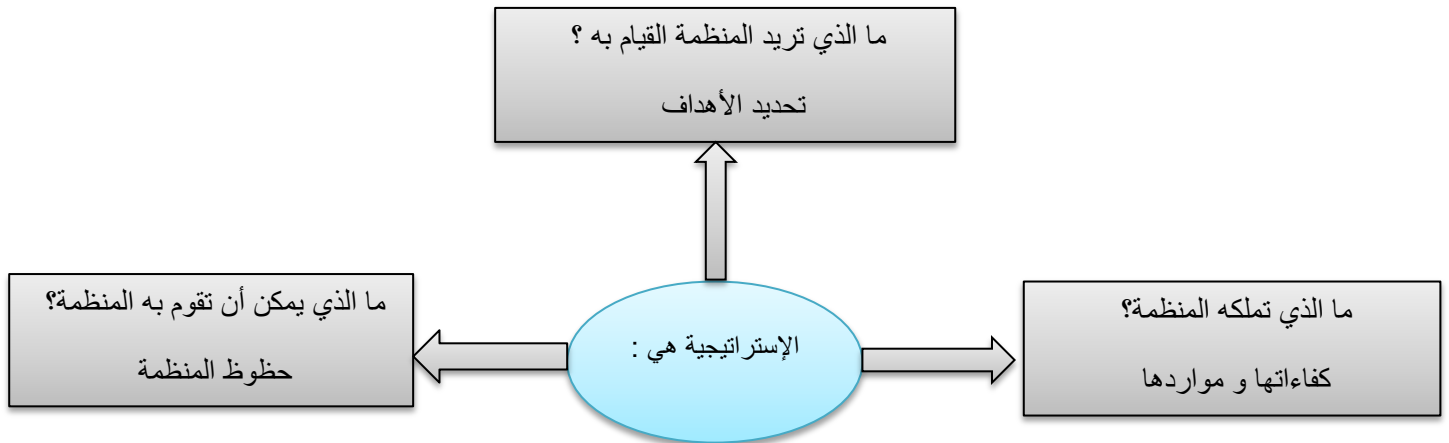 ما الذي تريد المنظمة القيام به ؟
تحديد الأهداف
ما الذي تملكه المنظمة؟
كفاءاتها و مواردها
الإستراتيجية هي :
ما الذي يمكن أن تقوم به المنظمة؟
حظوظ المنظمة